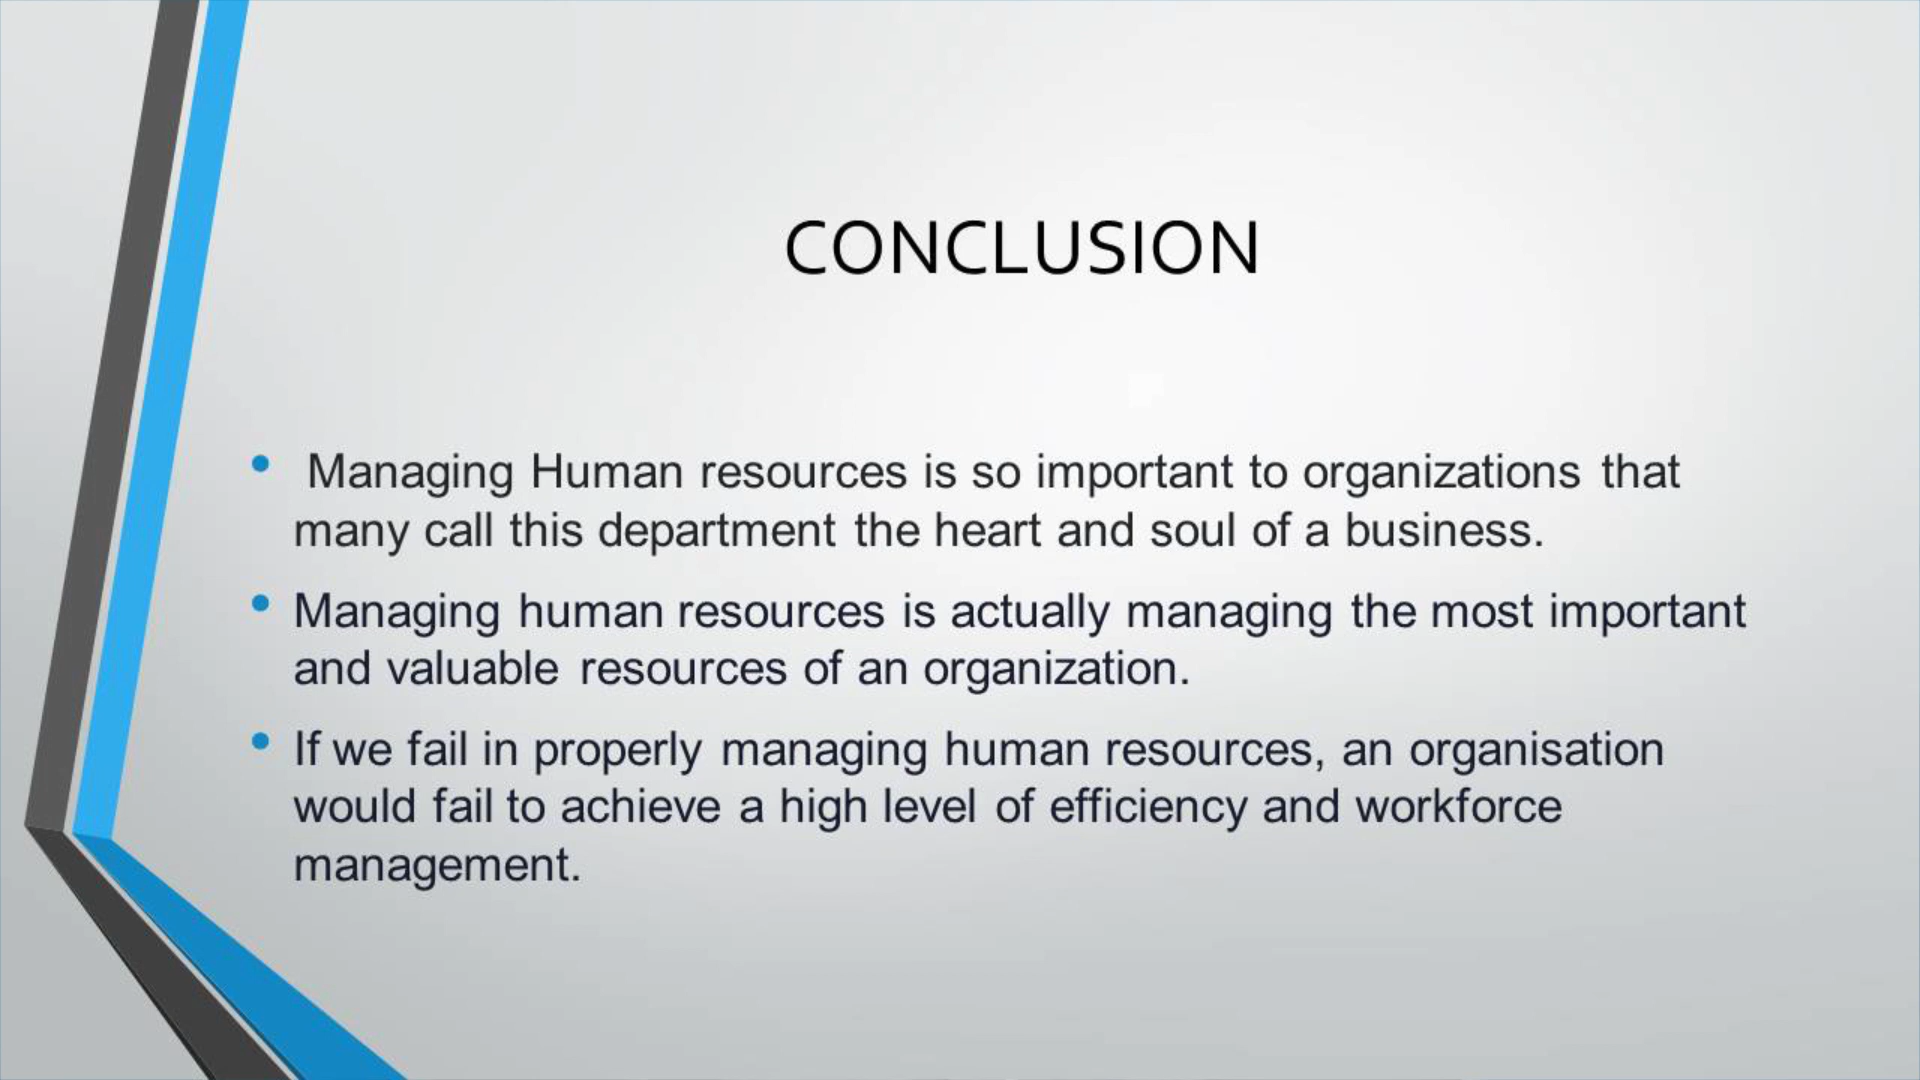 CONCLUSION
• Managing Human resources is so important to organizations that
many call this department the heart and soul of a business.
• Managing human resources is actually managing the most important
and valuable resources of an organization.
• If we fail in properly managing human resources, an organisation
would fail to achieve a high level of efficiency and workforce
management.